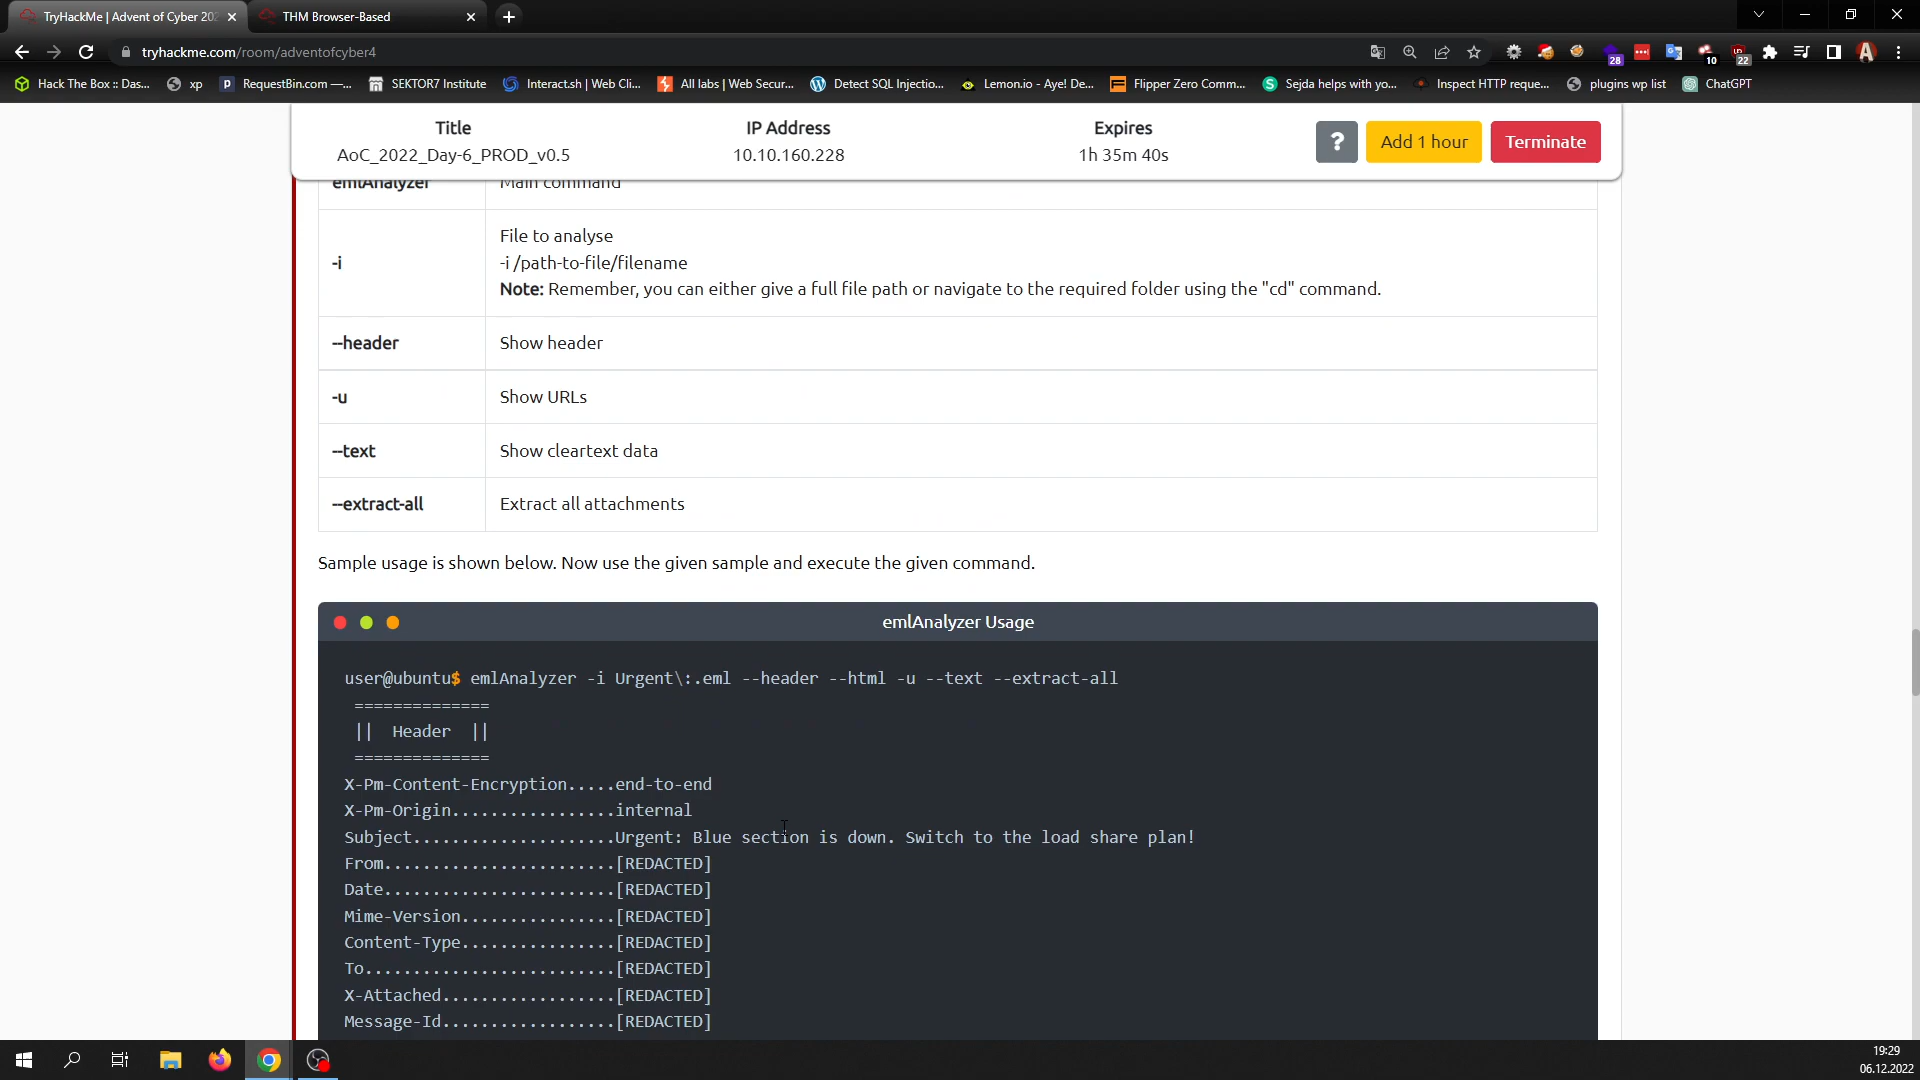 TryHackMe | Advent of Cyber 202
THM Browser-Based
tryhackme.com/room/adventofcyber4
28
10
22
Hack The Box :: Das...
xp
RequestBin.com —...
SEKTOR7 Institute
Interact.sh | Web Cli...
All labs | Web Secur...
Detect SQL Injectio...
Lemon.io - Aye! De...
Flipper Zero Comm...
Sejda helps with yo...
Inspect HTTP reque...
plugins wp list
ChatGPT
Title
IP Address
Expires
AoC_2022_Day-6_PROD_v0.5
10.10.160.228
1h 35m 40s
?
Add 1 hour
Terminate
emlAnalyzer
Main command
-i
File to analyse
-i /path-to-file/filename
Note: Remember, you can either give a full file path or navigate to the required folder using the "cd" command.
--header
Show header
-u
Show URLs
--text
Show cleartext data
--extract-all
Extract all attachments
Sample usage is shown below. Now use the given sample and execute the given command.
emlAnalyzer Usage
user@ubuntu$ emlAnalyzer -i Urgent\:.eml --header --html -u --text --extract-all
==============
|| Header ||
==============
X-Pm-Content-Encryption.....end-to-end
X-Pm-Origin.................internal
Subject.....................Urgent: Blue section is down. Switch to the load share plan!
From........................[REDACTED]
Date........................[REDACTED]
Mime-Version................[REDACTED]
Content-Type................[REDACTED]
To..........................[REDACTED]
X-Attached..................[REDACTED]
Message-Id..................[REDACTED]
19:29
06.12.2022